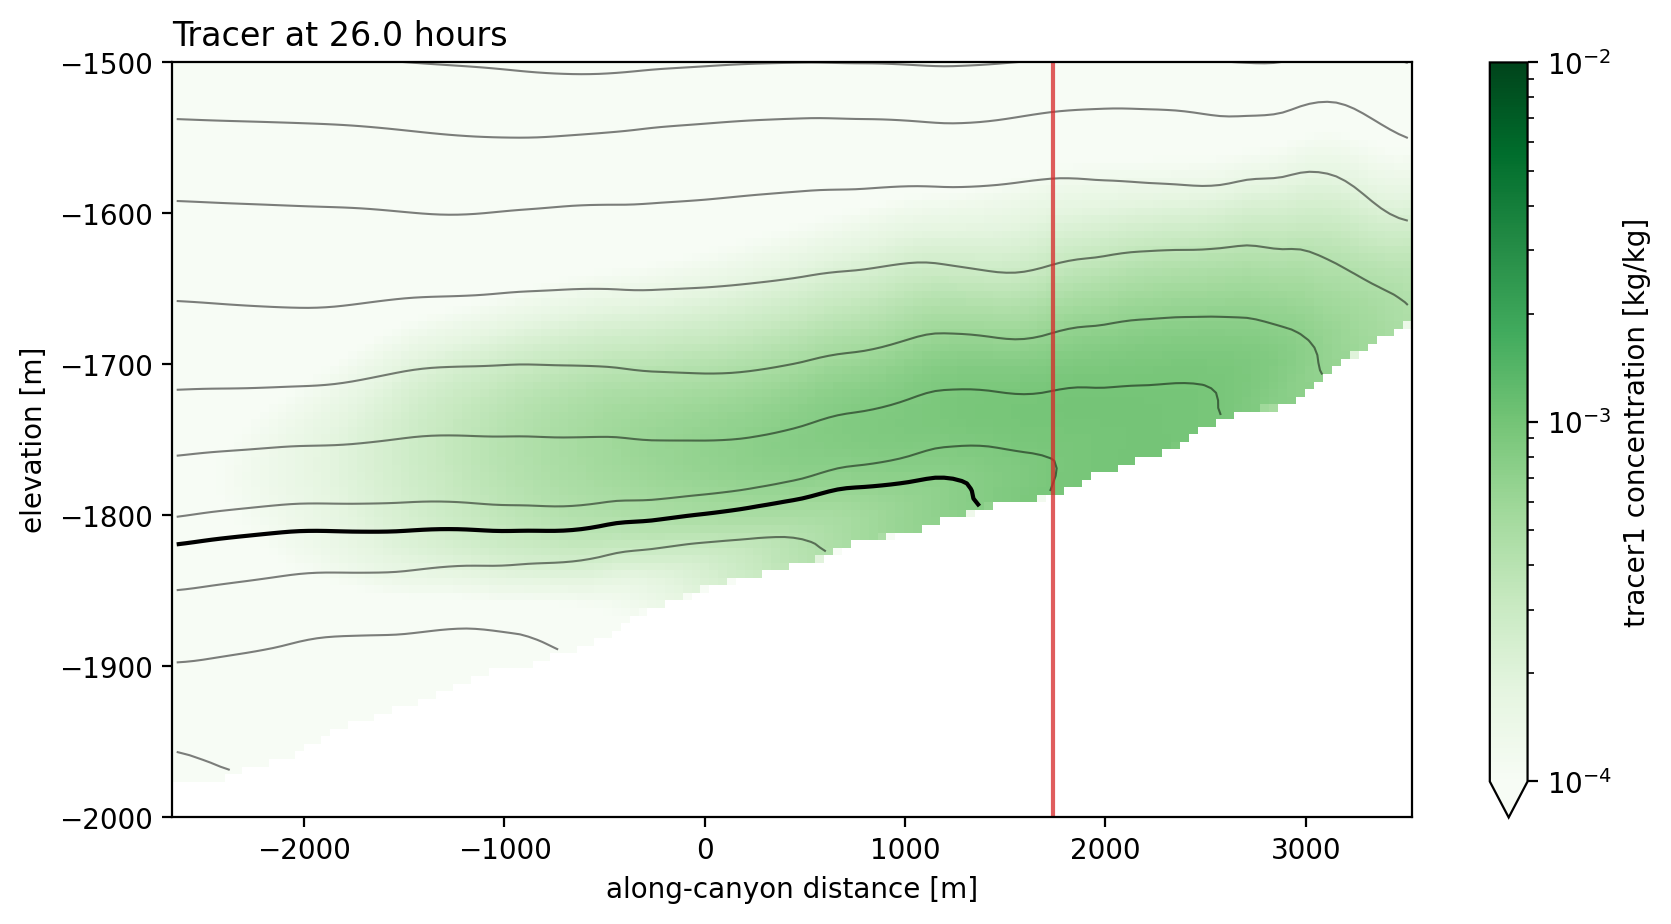 Tracer at 26.0 hours
−1500
−1600
−1700
−1800
−1900
−2000
elevation [m]
−2000 −1000 0 1000 2000 3000
along-canyon distance [m]
10⁻²
10⁻³
10⁻⁴
tracer1 concentration [kg/kg]